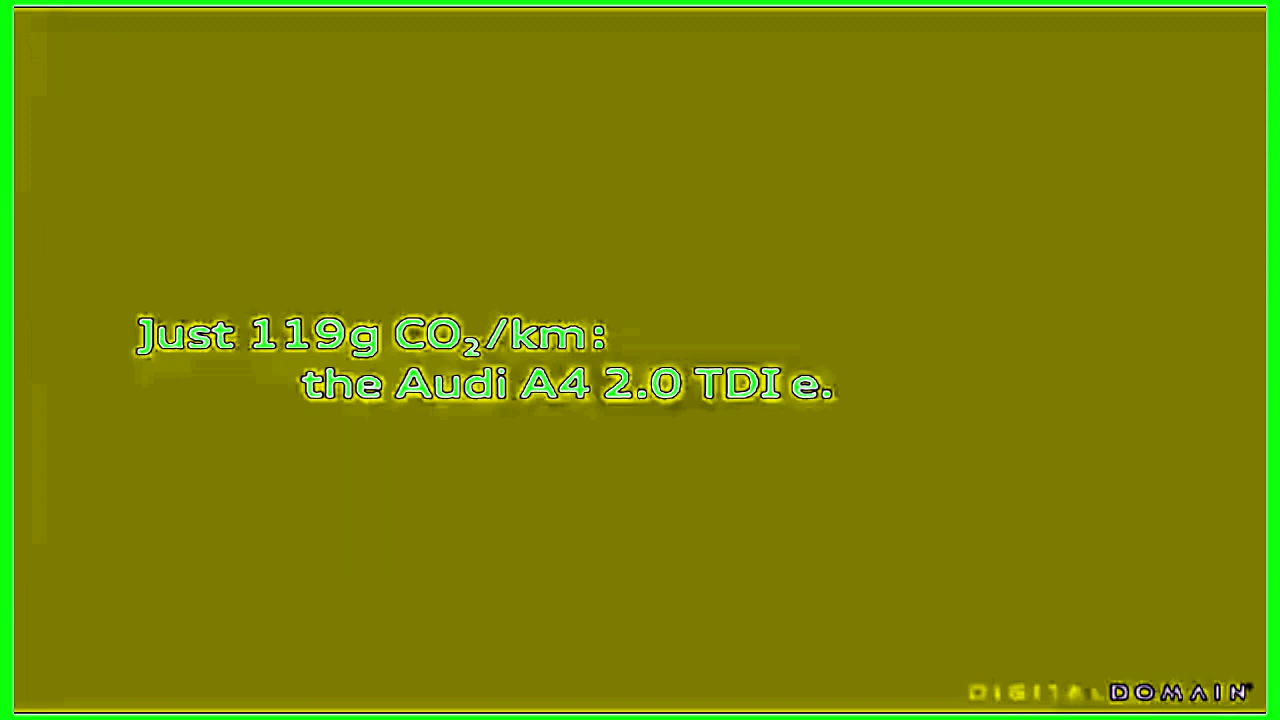 Just 119g CO₂/km:
the Audi A4 2.0 TDI e.
DIGITAL DOMAIN